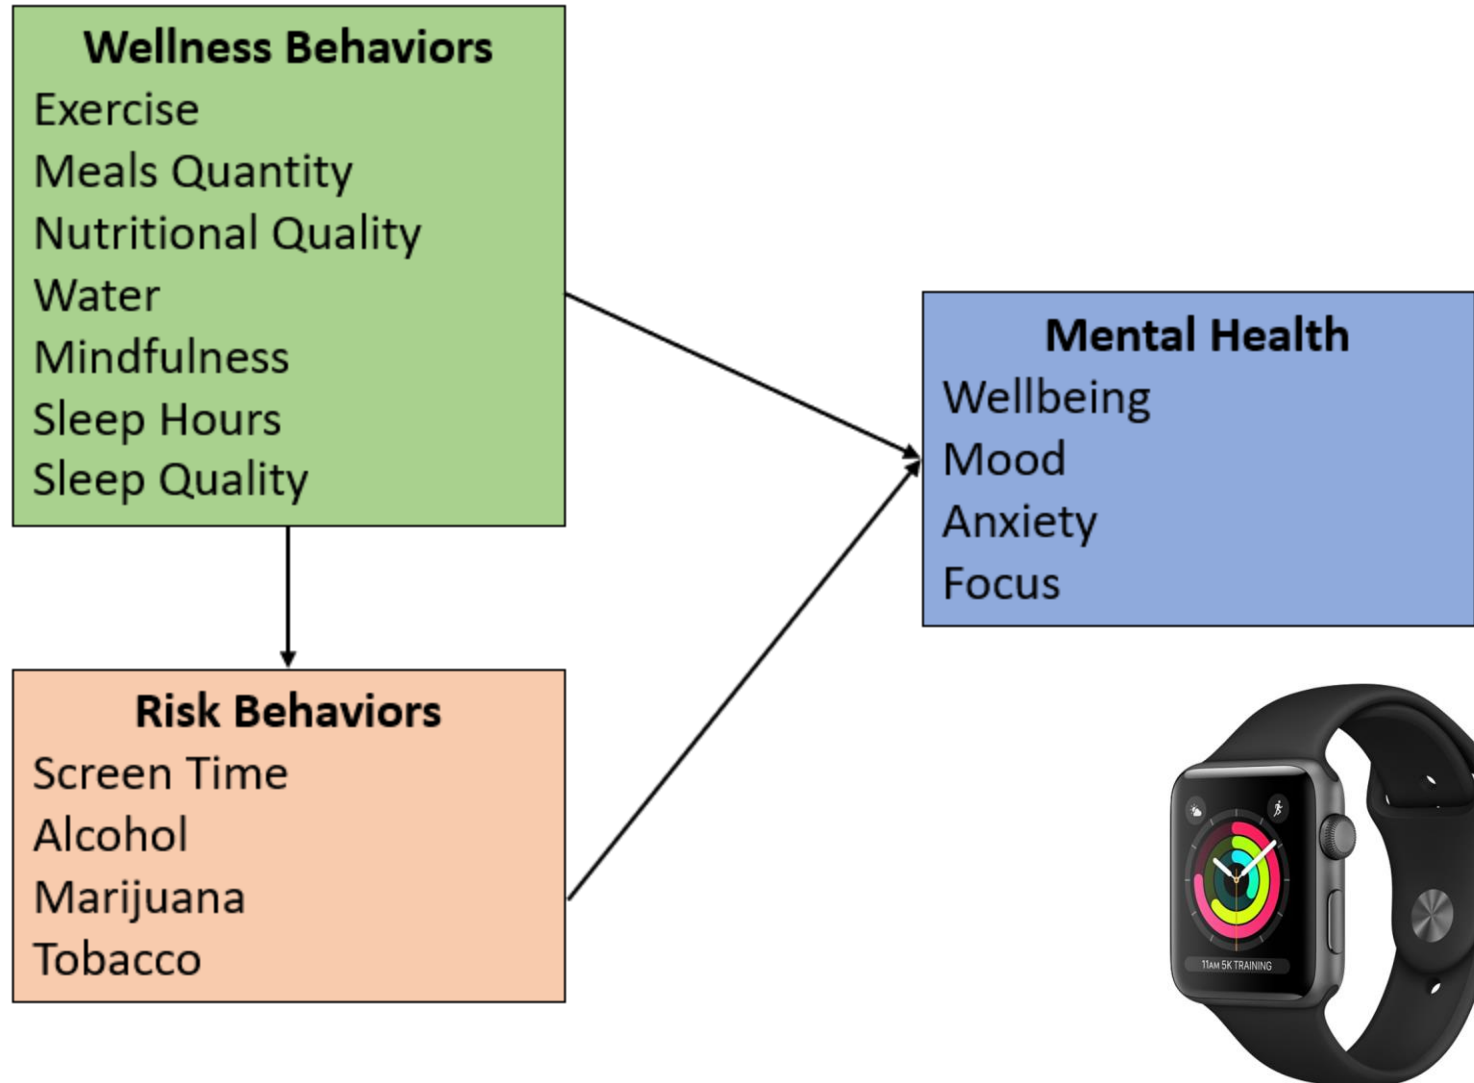 Wellness Behaviors
Exercise
Meals Quantity
Nutritional Quality
Water
Mindfulness
Sleep Hours
Sleep Quality
Mental Health
Wellbeing
Mood
Anxiety
Focus
Risk Behaviors
Screen Time
Alcohol
Marijuana
Tobacco
11AM 5K TRAINING